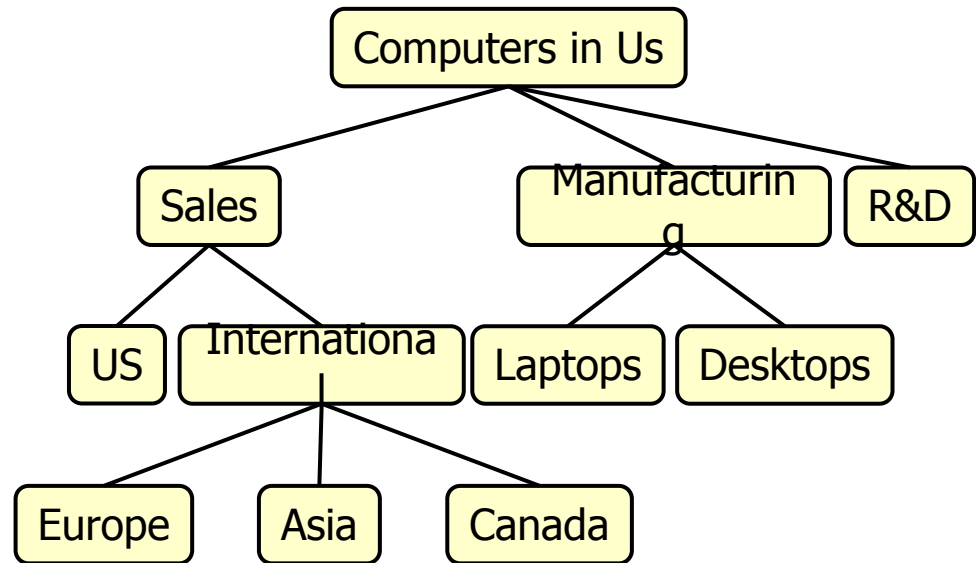 Computers in Us
Sales
Manufacturin
g
R&D
US
Internationa
l
Laptops
Desktops
Europe
Asia
Canada